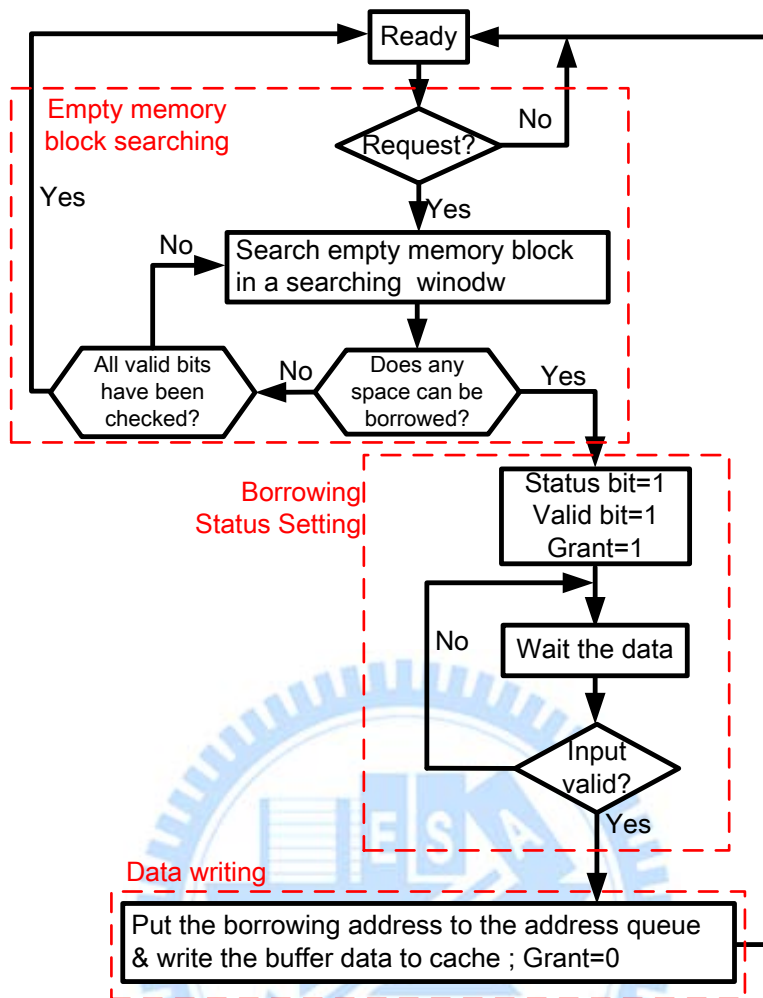 Ready
Empty memory
block searching
No
Request?
Yes
Yes
No
Search empty memory block
in a searching winodw
All valid bits
have been
checked?
No
Does any
space can be
borrowed?
Yes
Borrowing
Status Setting
Status bit=1
Valid bit=1
Grant=1
No
Wait the data
Input
valid?
Yes
E S A
Data writing
Put the borrowing address to the address queue
& write the buffer data to cache ; Grant=0